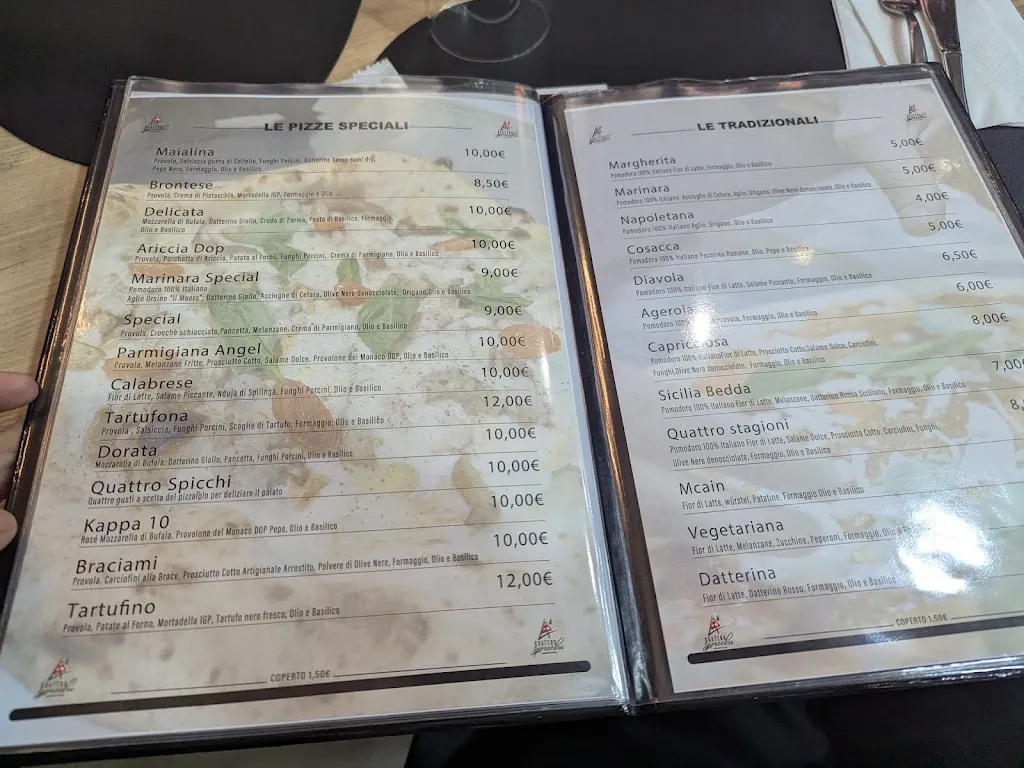 LE PIZZE SPECIALI
Maialina 10,00€
Provola, Salsiccia punta di Coltello, Funghi Porcini, Datterino Rosso semi dry,
Pepe Nero, Formaggio, Olio e Basilico
Brontese 8,50€
Provola, Crema di Pistacchio, Mortadella IGP, Formaggio e Olio
Delicata 10,00€
Mozzarella di Bufala, Datterino Giallo, Crudo di Parma, Pesto di Basilico, Formaggio,
Olio e Basilico
Ariccia Dop 10,00€
Provola, Porchetta di Ariccia, Patata al Forno, Funghi Porcini, Crema di Parmigiano, Olio e Basilico
Marinara Special 9,00€
Pomodoro 100% Italiano
Aglio Orsino "Il Maera", Datterino Giallo, Acciughe di Cetara, Olive Nere denocciolate, Origano, Olio e Basilico
Special 9,00€
Provola, Crocchè schiacciato, Pancetta, Melanzane, Crema di Parmigiano, Olio e Basilico
Parmigiana Angel 10,00€
Provola, Melanzane Fritte, Prosciutto Cotto, Salame Dolce, Provolone del Monaco DOP, Olio e Basilico
Calabrese 10,00€
Fior di Latte, Salame Piccante, Nduja di Spilinga, Funghi Porcini, Olio e Basilico
Tartufona 12,00€
Provola, Salsiccia, Funghi Porcini, Scaglie di Tartufo, Formaggio, Olio e Basilico
Dorata 10,00€
Mozzarella di Bufala, Datterino Giallo, Pancetta, Funghi Porcini, Olio e Basilico
Quattro Spicchi 10,00€
Quattro gusti a scelta del pizzaiolo per deliziare il palato
Kappa 10 10,00€
Rosé Mozzarella di Bufala, Provolone del Monaco DOP Pepe, Olio e Basilico
Braciami 10,00€
Provola, Carciofini alla Brace, Prosciutto Cotto Artigianale Arrostito, Polvere di Olive Nere, Formaggio, Olio e Basilico
Tartufino 12,00€
Provola, Patate al Forno, Mortadella IGP, Tartufo nero fresco, Olio e Basilico
COPERTO 1,50€
LE TRADIZIONALI
Margherita 5,00€
Pomodoro 100% Italiano Fior di Latte, Formaggio, Olio e Basilico
Marinara 5,00€
Pomodoro 100% Italiano Acciughe di Cetara, Aglio, Origano, Olive Nere denocciolate, Olio e Basilico
Napoletana 4,00€
Pomodoro 100% Italiano Aglio, Origano, Olio e Basilico
Cosacca 5,00€
Pomodoro 100% Italiano Pecorino Romano, Olio, Pepe e Basilico
Diavola 6,50€
Pomodoro 100% Italiano Fior di Latte, Salame Piccante, Formaggio, Olio e Basilico
Agerola 6,00€
Pomodoro Provola, Formaggio, Olio e Basilico
Capricciosa 8,00€
Pomodoro 100% Italiano Fior di Latte, Prosciutto Cotto, Salame Dolce, Carciofini,
Funghi, Olive Nere denocciolate, Formaggio, Olio e Basilico
Sicilia Bedda 7,00€
Pomodoro 100% Italiano Fior di Latte, Melanzane, Datterino Rosso Siciliano, Formaggio, Olio e Basilico
Quattro stagioni 8,
Pomodoro 100% Italiano Fior di Latte, Salame Dolce, Prosciutto Cotto, Carciofini, Funghi,
Olive Nere denocciolate, Formaggio, Olio e Basilico
Mcain
Fior di Latte, würstel, Patatine, Formaggio Olio e Basilico
Vegetariana
Fior di Latte, Melanzane, Zucchine, Peperoni, Formaggio, Olio
Datterina
Fior di Latte, Datterino Rosso, Formaggio, Olio e Basilico
COPERTO 1,50€